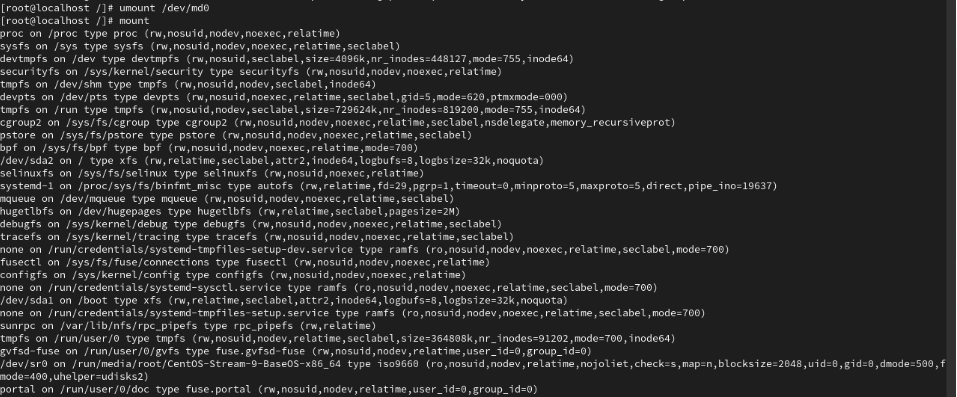 [root@localhost /]# umount /dev/md0
[root@localhost /]# mount
proc on /proc type proc (rw,nosuid,nodev,noexec,relatime)
sysfs on /sys type sysfs (rw,nosuid,nodev,noexec,relatime,seclabel)
devtmpfs on /dev type devtmpfs (rw,nosuid,seclabel,size=4096k,nr_inodes=448127,mode=755,inode64)
securityfs on /sys/kernel/security type securityfs (rw,nosuid,nodev,noexec,relatime)
tmpfs on /dev/shm type tmpfs (rw,nosuid,nodev,seclabel,inode64)
devpts on /dev/pts type devpts (rw,nosuid,noexec,relatime,seclabel,gid=5,mode=620,ptmxmode=000)
tmpfs on /run type tmpfs (rw,nosuid,nodev,seclabel,size=729624k,nr_inodes=819200,mode=755,inode64)
cgroup2 on /sys/fs/cgroup type cgroup2 (rw,nosuid,nodev,noexec,relatime,seclabel,nsdelegate,memory_recursiveprot)
pstore on /sys/fs/pstore type pstore (rw,nosuid,nodev,noexec,relatime,seclabel)
bpf on /sys/fs/bpf type bpf (rw,nosuid,nodev,noexec,relatime,mode=700)
/dev/sda2 on / type xfs (rw,relatime,seclabel,attr2,inode64,logbufs=8,logbsize=32k,noquota)
selinuxfs on /sys/fs/selinux type selinuxfs (rw,nosuid,noexec,relatime)
systemd-1 on /proc/sys/fs/binfmt_misc type autofs (rw,relatime,fd=29,pgrp=1,timeout=0,minproto=5,maxproto=5,direct,pipe_ino=19637)
mqueue on /dev/mqueue type mqueue (rw,nosuid,nodev,noexec,relatime,seclabel)
hugetlbfs on /dev/hugepages type hugetlbfs (rw,relatime,seclabel,pagesize=2M)
debugfs on /sys/kernel/debug type debugfs (rw,nosuid,nodev,noexec,relatime,seclabel)
tracefs on /sys/kernel/tracing type tracefs (rw,nosuid,nodev,noexec,relatime,seclabel)
none on /run/credentials/systemd-tmpfiles-setup-dev.service type ramfs (ro,nosuid,nodev,noexec,relatime,seclabel,mode=700)
fusectl on /sys/fs/fuse/connections type fusectl (rw,nosuid,nodev,noexec,relatime)
configfs on /sys/kernel/config type configfs (rw,nosuid,nodev,noexec,relatime)
none on /run/credentials/systemd-sysctl.service type ramfs (ro,nosuid,nodev,noexec,relatime,seclabel,mode=700)
/dev/sda1 on /boot type xfs (rw,relatime,seclabel,attr2,inode64,logbufs=8,logbsize=32k,noquota)
none on /run/credentials/systemd-tmpfiles-setup.service type ramfs (ro,nosuid,nodev,noexec,relatime,seclabel,mode=700)
sunrpc on /var/lib/nfs/rpc_pipefs type rpc_pipefs (rw,relatime)
tmpfs on /run/user/0 type tmpfs (rw,nosuid,nodev,relatime,seclabel,size=364808k,nr_inodes=91202,mode=700,inode64)
gvfsd-fuse on /run/user/0/gvfs type fuse.gvfsd-fuse (rw,nosuid,nodev,relatime,user_id=0,group_id=0)
/dev/sr0 on /run/media/root/CentOS-Stream-9-BaseOS-x86_64 type iso9660 (ro,nosuid,nodev,relatime,nojoliet,check=s,map=n,blocksize=2048,uid=0,gid=0,dmode=500,f
mode=400,uhelper=udisks2)
portal on /run/user/0/doc type fuse.portal (rw,nosuid,nodev,relatime,user_id=0,group_id=0)